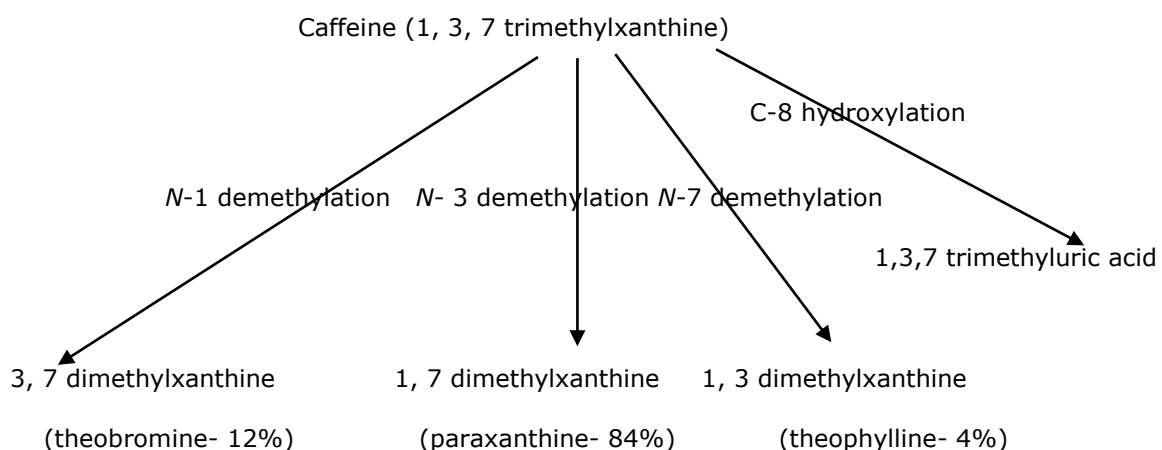 Caffeine (1, 3, 7 trimethylxanthine)
C-8 hydroxylation
N-1 demethylation
N- 3 demethylation
N-7 demethylation
1,3,7 trimethyluric acid
3, 7 dimethylxanthine
1, 7 dimethylxanthine
1, 3 dimethylxanthine
(theobromine- 12%)
(paraxanthine- 84%)
(theophylline- 4%)